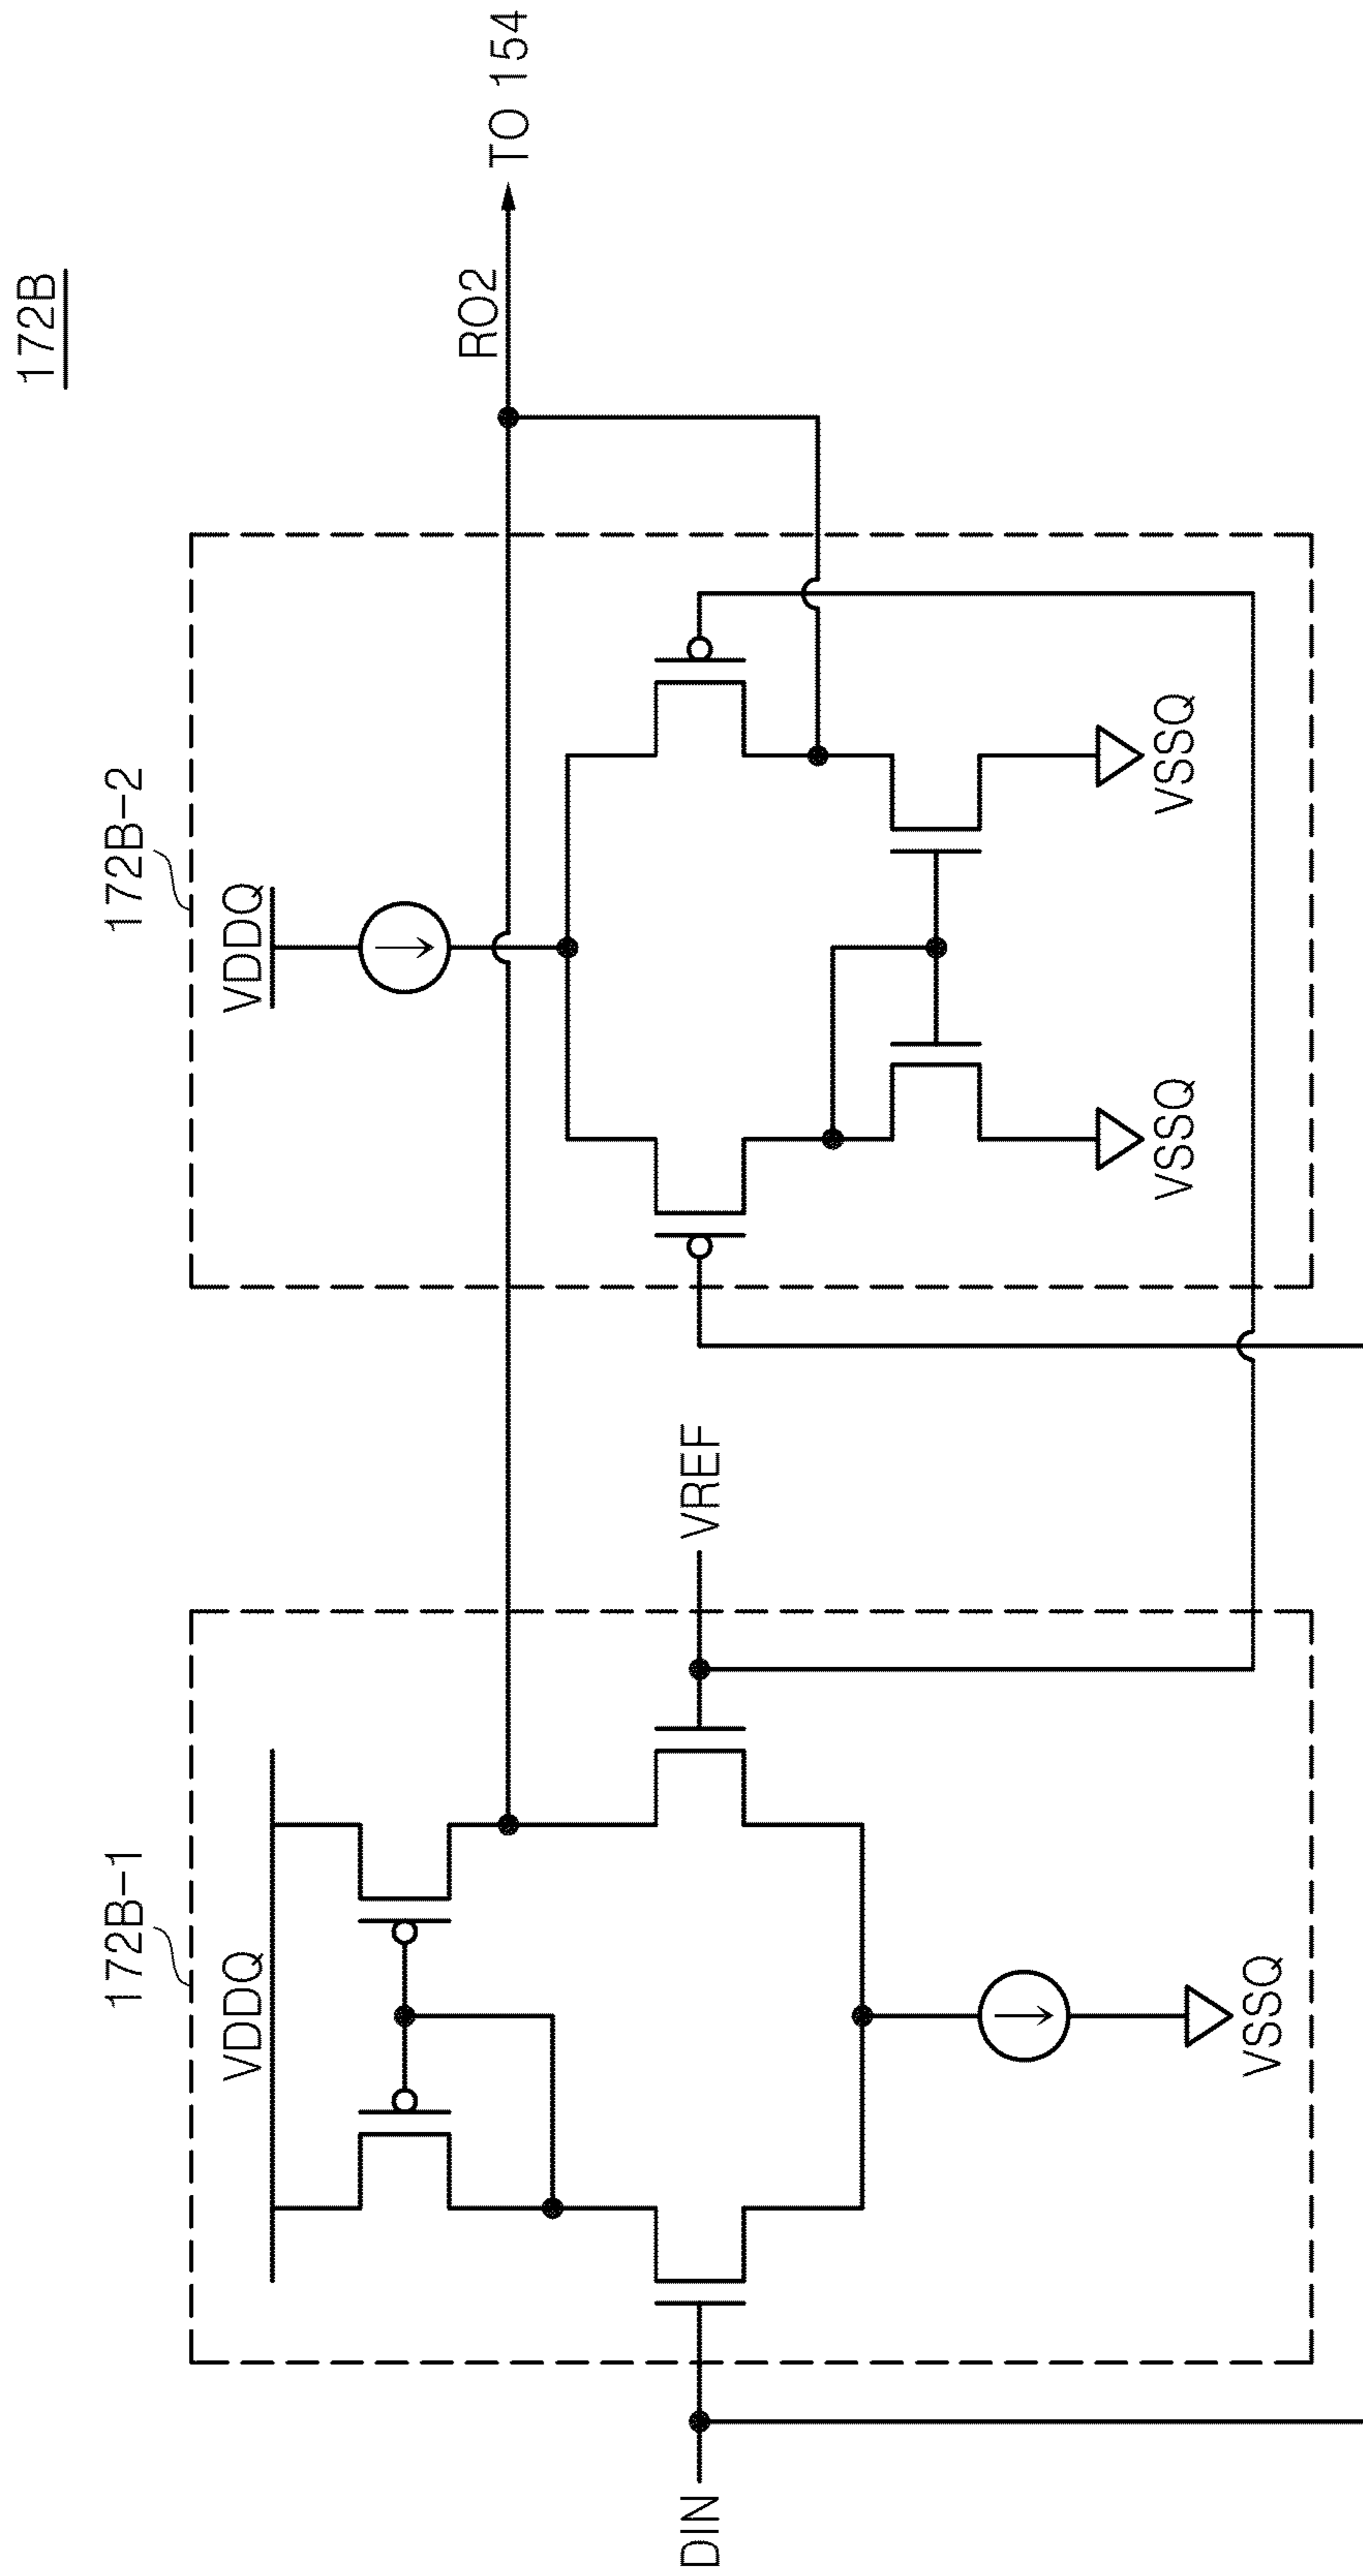 172B
172B-1
172B-2
VDDQ
VDDQ
RO2
TO 154
DIN
VREF
VSSQ
VSSQ
VSSQ